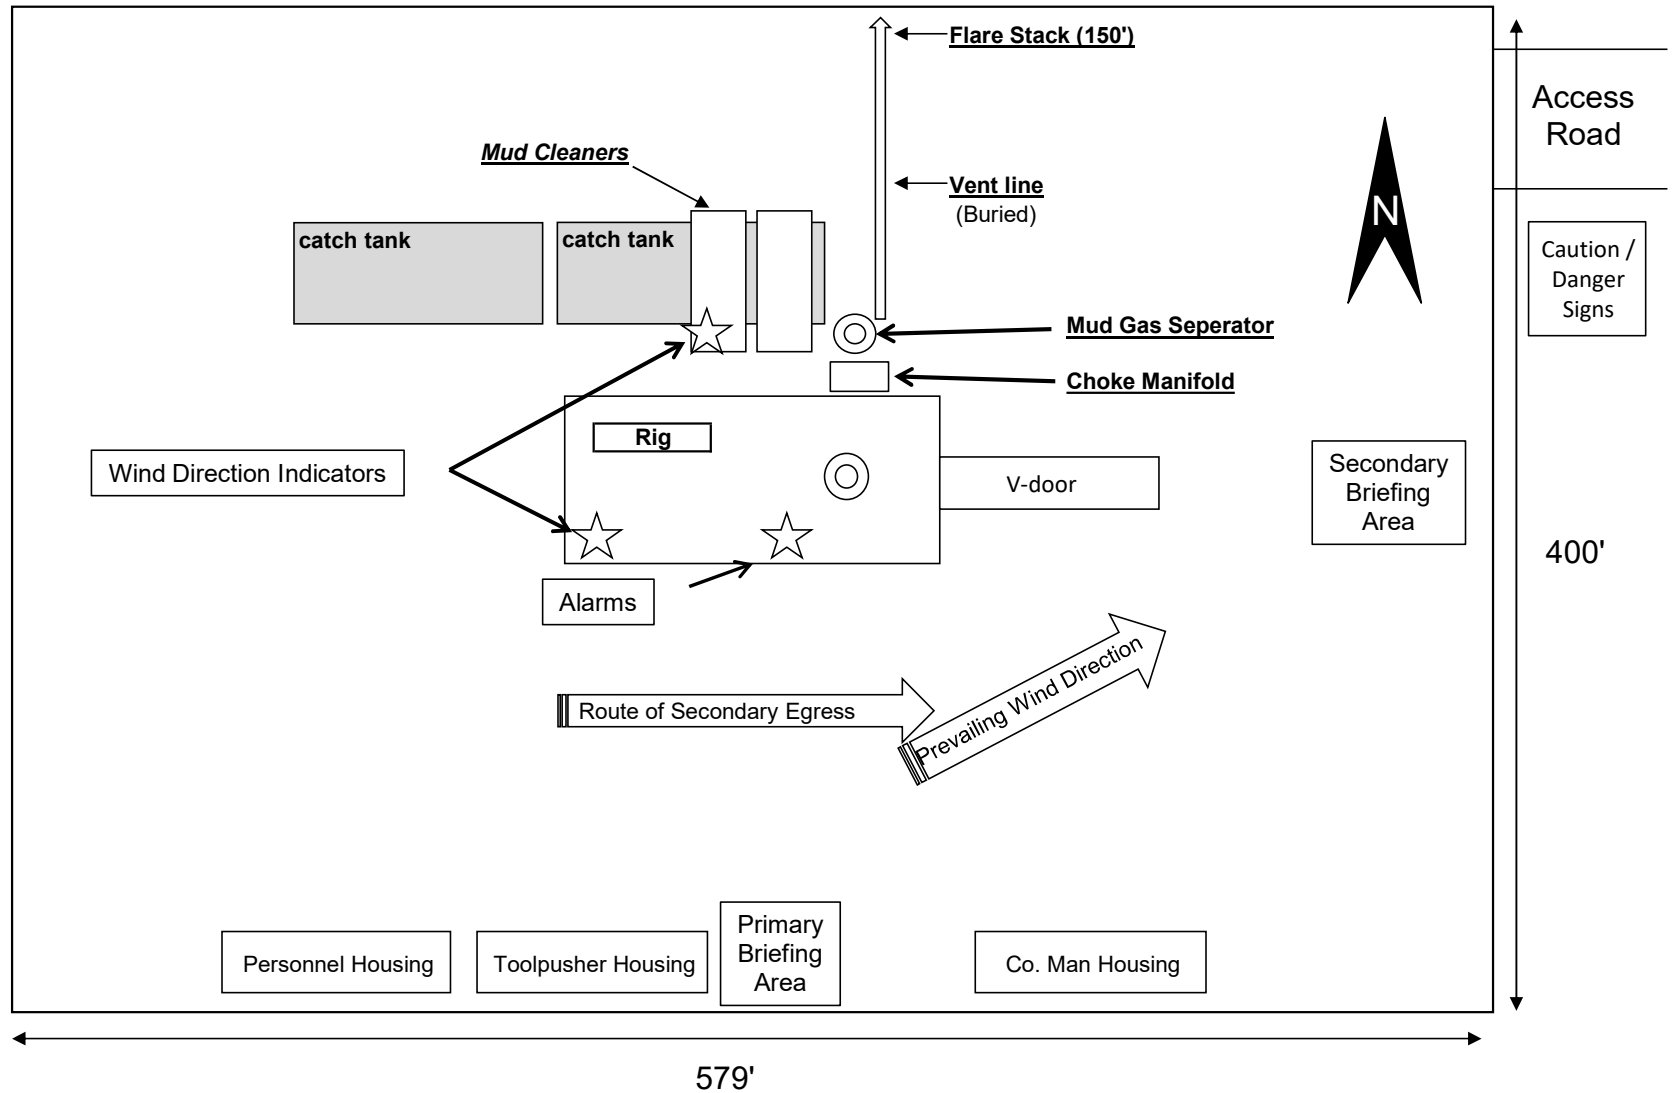 Flare Stack (150')
Access
Road
Mud Cleaners
Vent line
(Buried)
N
catch tank
catch tank
Caution /
Danger
Signs
Mud Gas Seperator
Choke Manifold
Rig
Wind Direction Indicators
V-door
Secondary
Briefing
Area
400'
Alarms
Route of Secondary Egress
Prevailing Wind Direction
Personnel Housing
Toolpusher Housing
Primary
Briefing
Area
Co. Man Housing
579'